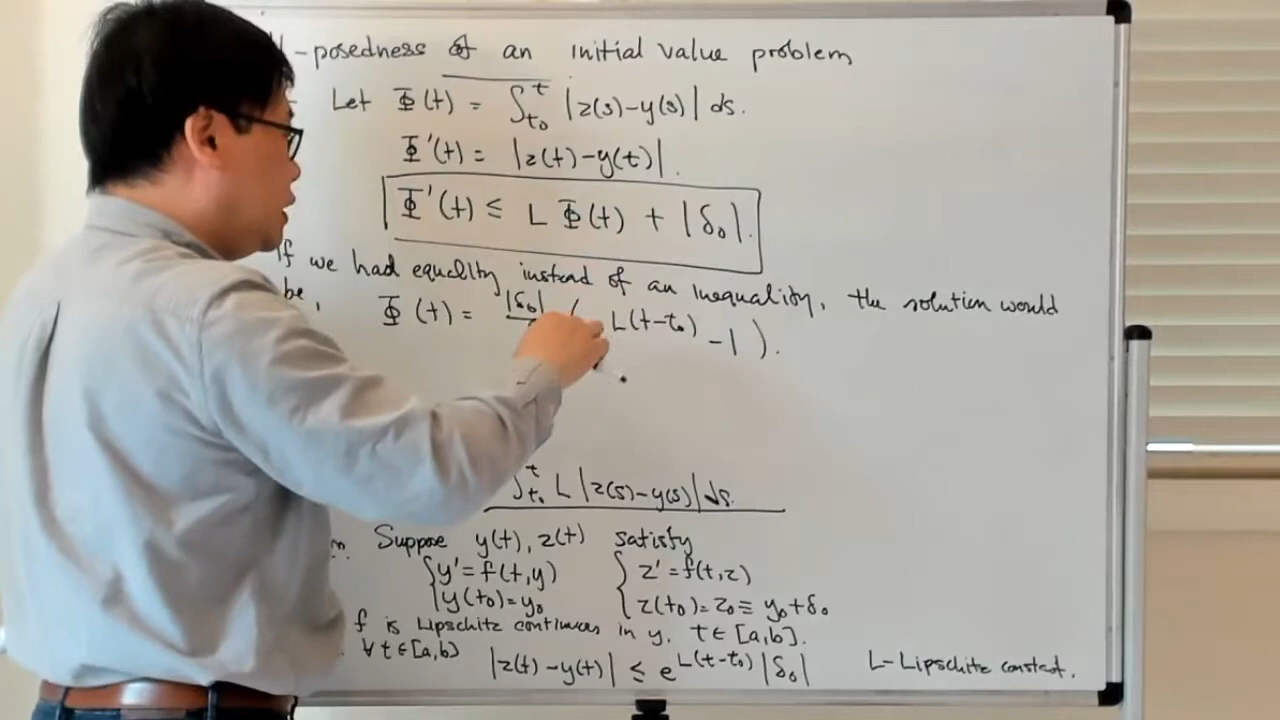 -posedness of an initial value problem
Let Φ(t) = ∫_{t₀}^{t} |z(s)-y(s)| ds.
Φ'(t) = |z(t)-y(t)|.
Φ'(t) ≤ L Φ(t) + |δ₀|.
If we had equality instead of an inequality, the solution would
be, Φ(t) = |δ₀| ( L(t-t₀) -1 ).
∫_{t₀}^{t} L |z(s)-y(s)| ds.
Suppose y(t), z(t) satisfy
{ y' = f(t,y) { z' = f(t,z)
y(t₀)=y₀ z(t₀)=z₀≡ y₀+δ₀
f is Lipschitz continuous in y, t∈[a,b].
∀ t∈[a,b] |z(t)-y(t)| ≤ e^{L(t-t₀)} |δ₀| L-Lipschitz constant.